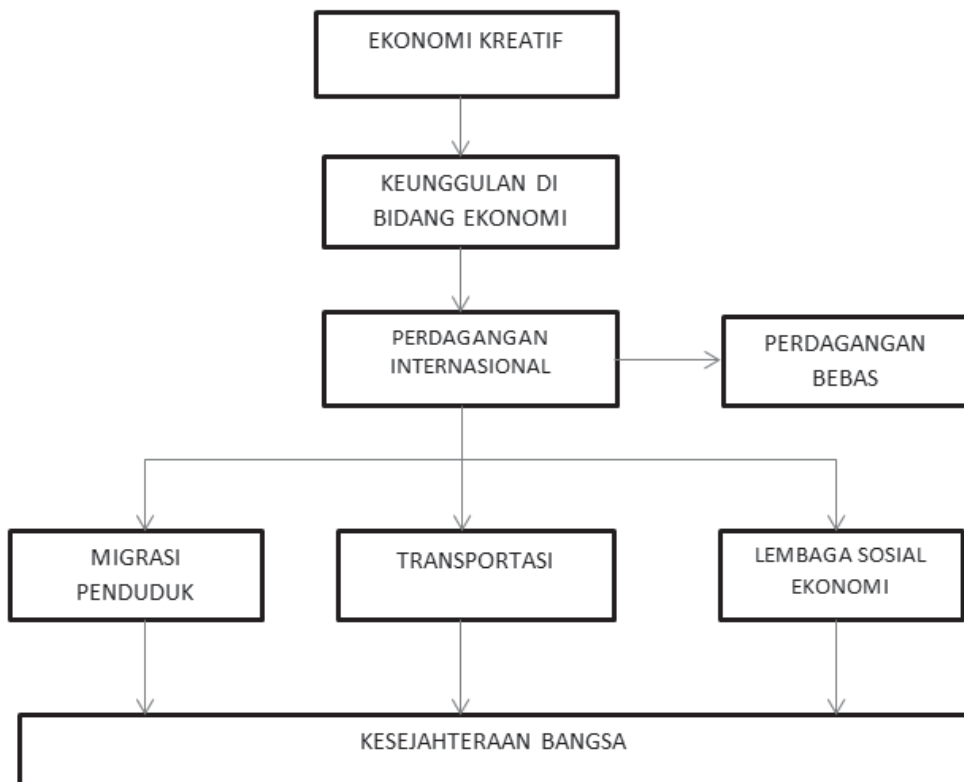 EKONOMI KREATIF
KEUNGGULAN DI
BIDANG EKONOMI
PERDAGANGAN
INTERNASIONAL
PERDAGANGAN
BEBAS
MIGRASI
PENDUDUK
TRANSPORTASI
LEMBAGA SOSIAL
EKONOMI
KESEJAHTERAAN BANGSA